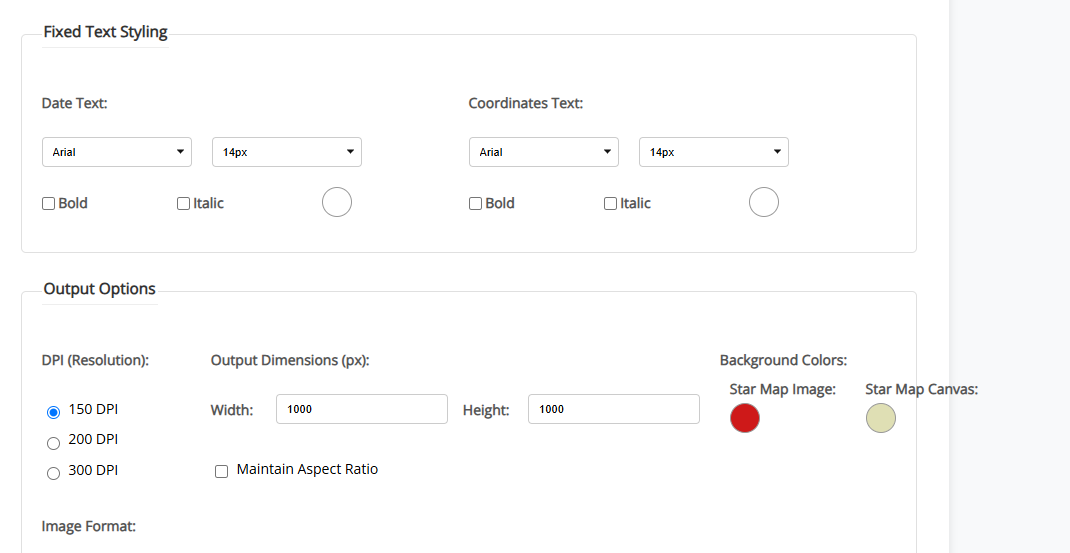 Fixed Text Styling
Date Text: Coordinates Text:
Arial 14px Arial 14px
Bold Italic Bold Italic
Output Options
DPI (Resolution): Output Dimensions (px): Background Colors:
Star Map Image: Star Map Canvas:
150 DPI Width: 1000 Height: 1000
200 DPI
300 DPI Maintain Aspect Ratio
Image Format: